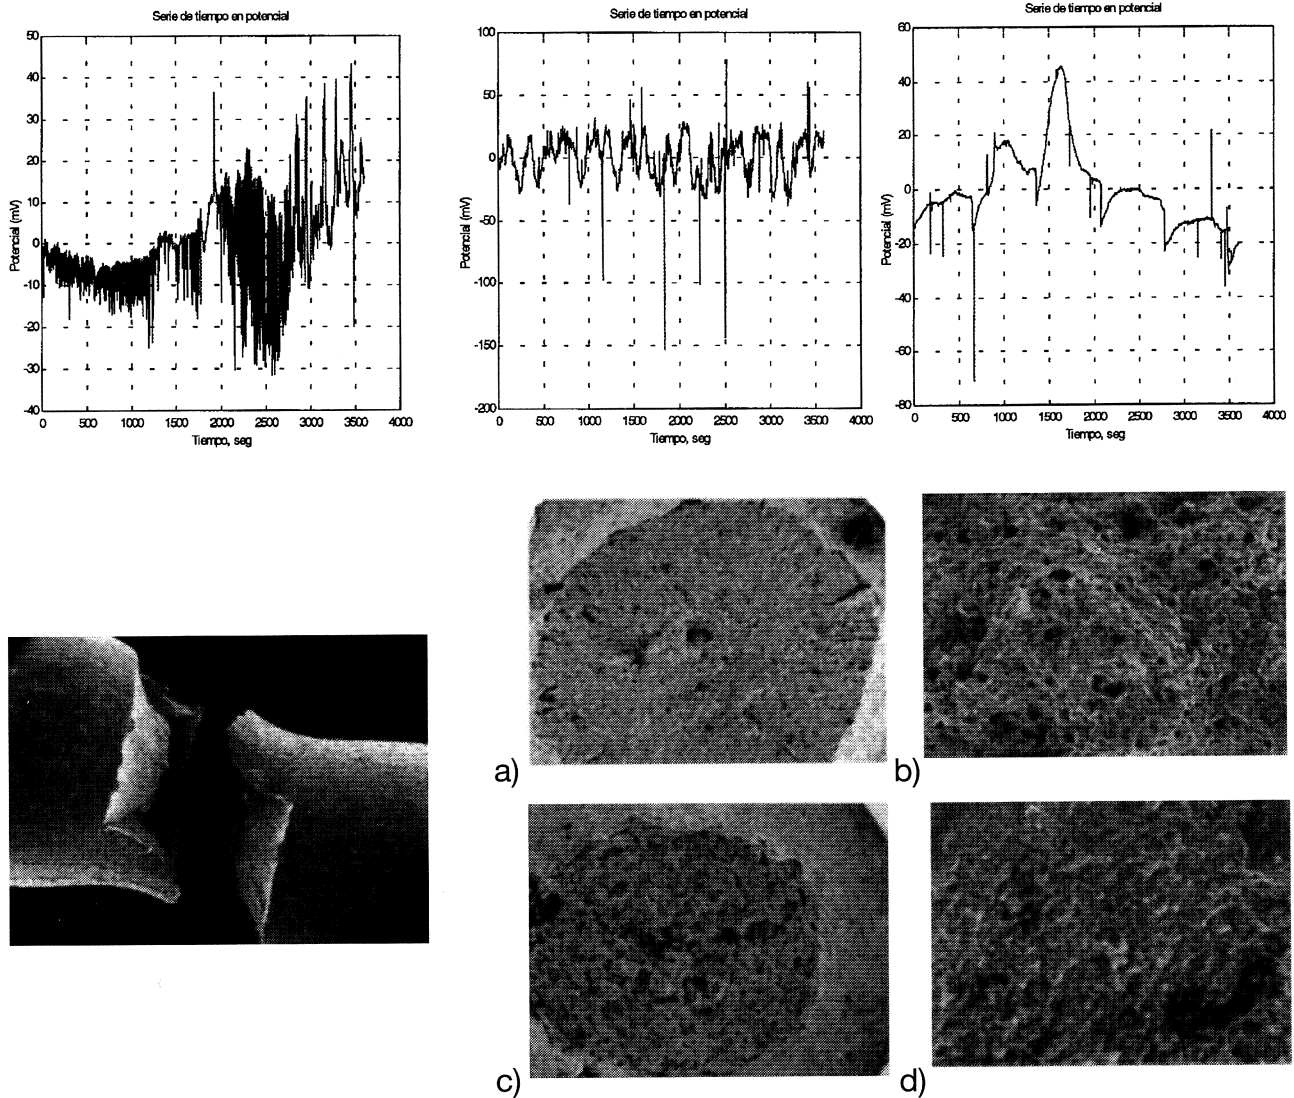 Serie de tiempo en potencial
50
40
30
20
10
0
-10
-20
-30
-40
Potencial (mV)
0 500 1000 1500 2000 2500 3000 3500 4000
Tiempo, seg
Serie de tiempo en potencial
100
50
0
-50
-100
-150
-200
Potencial (mV)
0 500 1000 1500 2000 2500 3000 3500 4000
Tiempo, seg
Serie de tiempo en potencial
60
40
20
0
-20
-40
-60
-80
Potencial (mV)
0 500 1000 1500 2000 2500 3000 3500 4000
Tiempo, seg
a)
b)
c)
d)